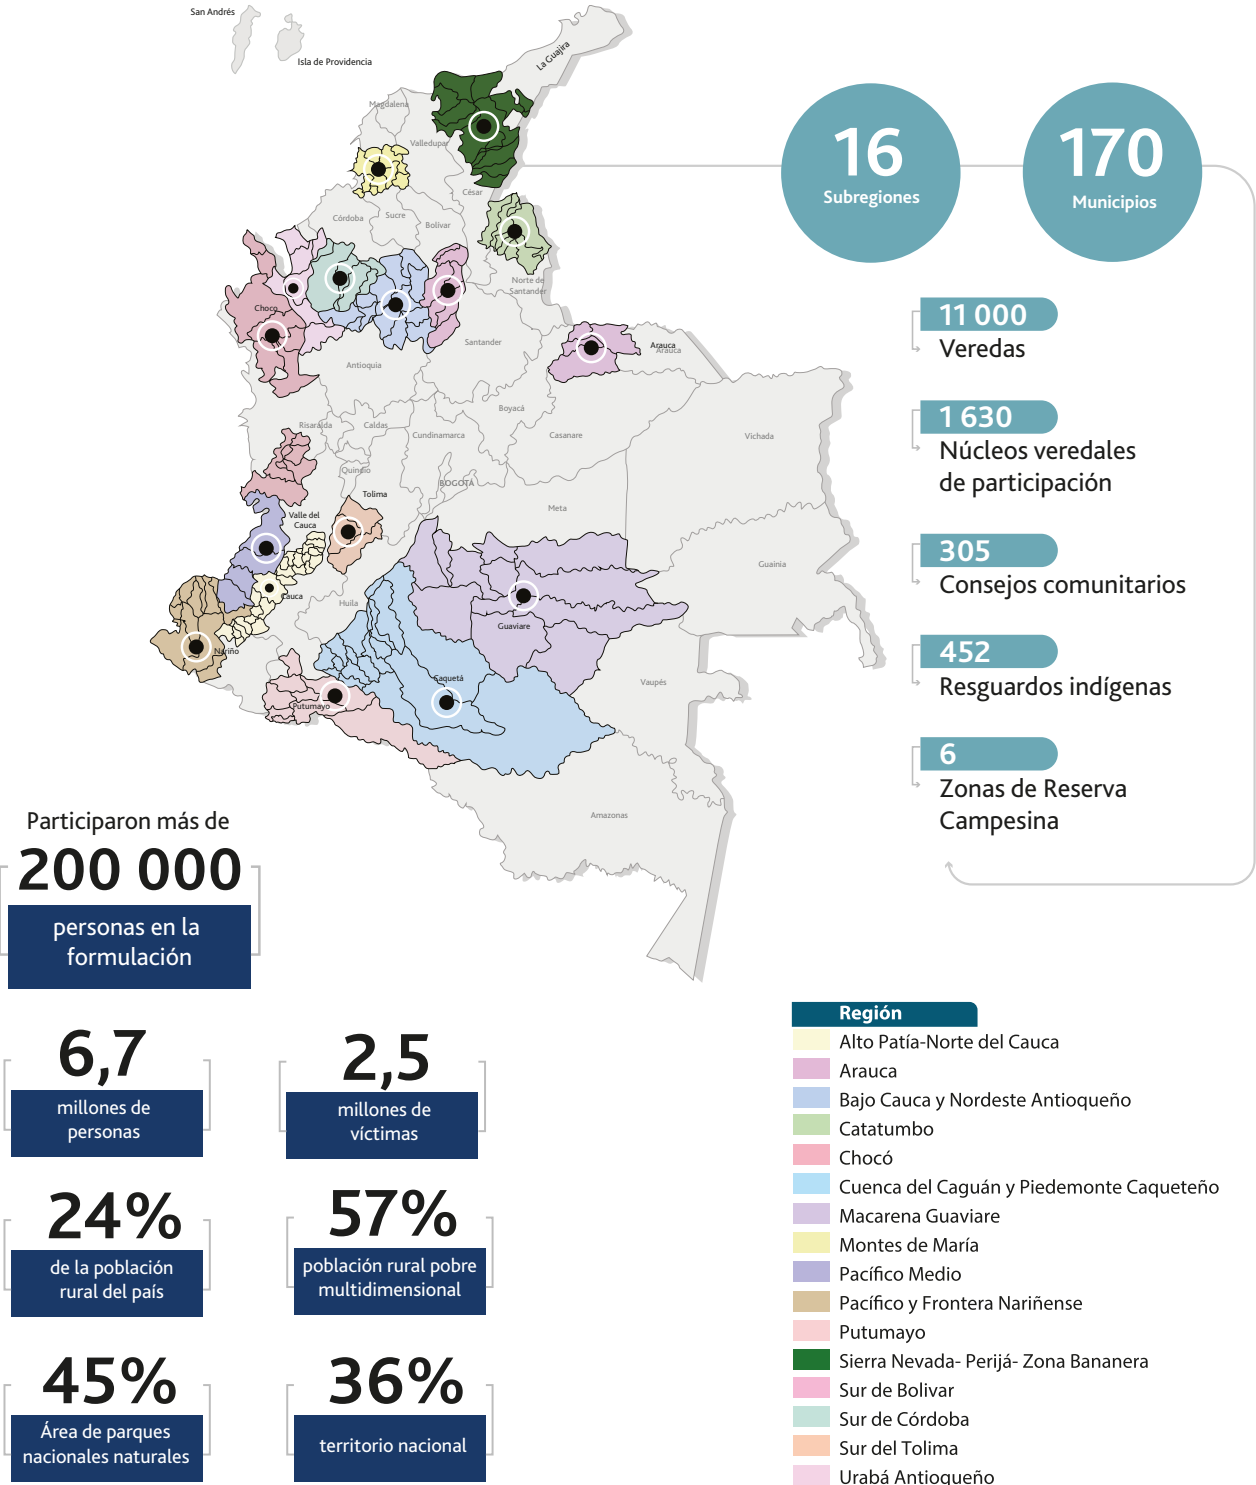 San Andrés
Isla de Providencia
La Guajira
Magdalena
Valledupar
César
Córdoba
Sucre
Bolivar
Norte de
Santander
Choco
Santander
Arauca
Arauca
Antioquia
Boyacá
Risaralda
Caldas
Cundinamarca
Casanare
Vichada
Quindio
BOGOTÁ
Tolima
Meta
Valle del
Cauca
Guainia
Cauca
Huila
Guaviare
Nariño
Caquetá
Vaupés
Putumayo
Amazonas
16
Subregiones
170
Municipios
11 000
Veredas
1 630
Núcleos veredales
de participación
305
Consejos comunitarios
452
Resguardos indígenas
6
Zonas de Reserva
Campesina
Participaron más de
200 000
personas en la
formulación
6,7
millones de
personas
2,5
millones de
víctimas
24%
de la población
rural del país
57%
población rural pobre
multidimensional
45%
Área de parques
nacionales naturales
36%
territorio nacional
Región
Alto Patía-Norte del Cauca
Arauca
Bajo Cauca y Nordeste Antioqueño
Catatumbo
Chocó
Cuenca del Caguán y Piedemonte Caqueteño
Macarena Guaviare
Montes de María
Pacífico Medio
Pacífico y Frontera Nariñense
Putumayo
Sierra Nevada- Perijá- Zona Bananera
Sur de Bolivar
Sur de Córdoba
Sur del Tolima
Urabá Antioqueño